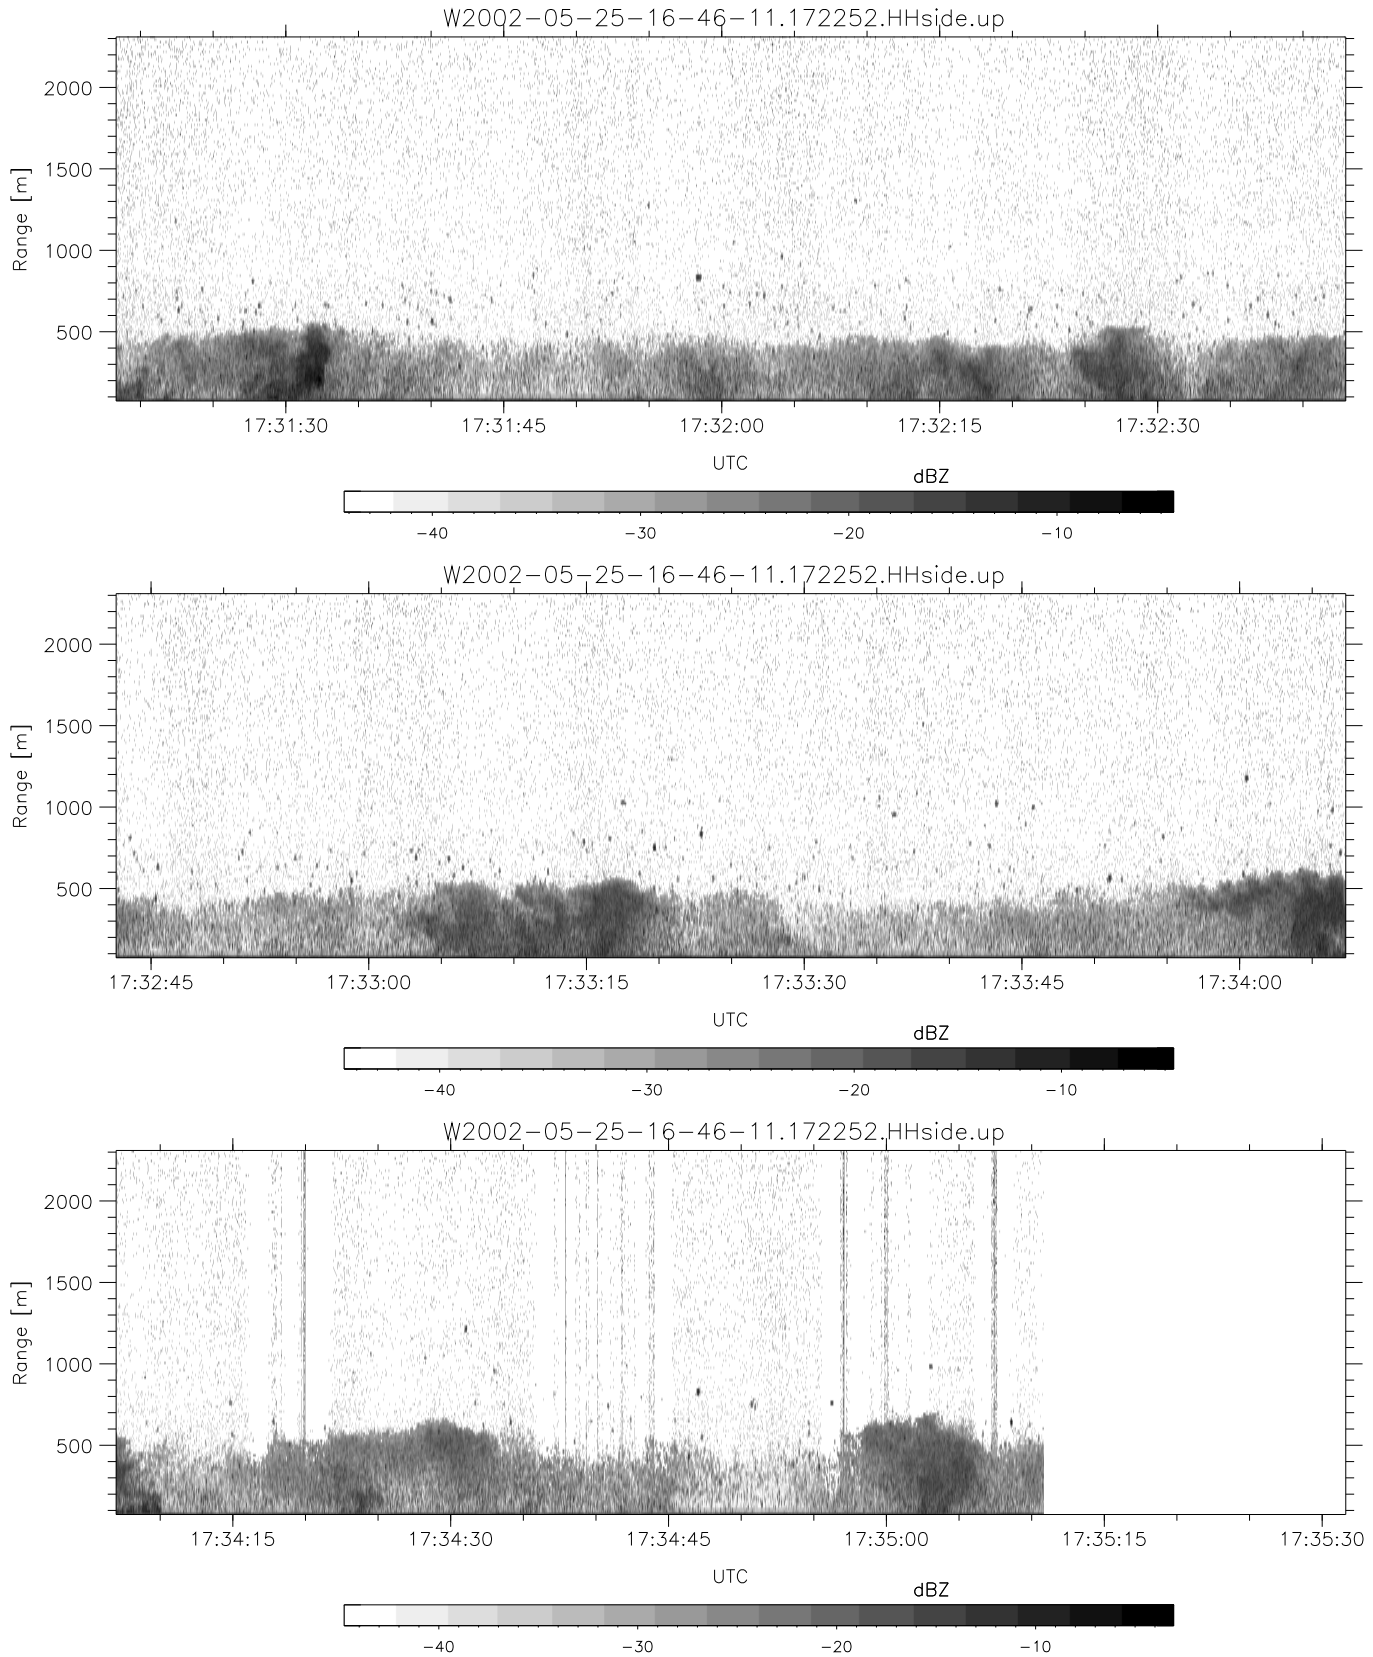 W2002-05-25-16-46-11.172252.HHside.up
2000
1500
1000
500
Range [m]
17:31:30 17:31:45 17:32:00 17:32:15 17:32:30
UTC
dBZ
-40 -30 -20 -10
W2002-05-25-16-46-11.172252.HHside.up
2000
1500
1000
500
Range [m]
17:32:45 17:33:00 17:33:15 17:33:30 17:33:45 17:34:00
UTC
dBZ
-40 -30 -20 -10
W2002-05-25-16-46-11.172252.HHside.up
2000
1500
1000
500
Range [m]
17:34:15 17:34:30 17:34:45 17:35:00 17:35:15 17:35:30
UTC
dBZ
-40 -30 -20 -10